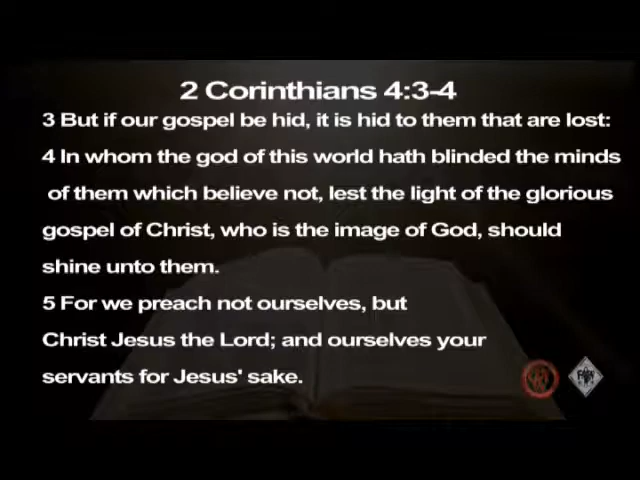 2 Corinthians 4:3-4
3 But if our gospel be hid, it is hid to them that are lost:
4 In whom the god of this world hath blinded the minds
of them which believe not, lest the light of the glorious
gospel of Christ, who is the image of God, should
shine unto them.
5 For we preach not ourselves, but
Christ Jesus the Lord; and ourselves your
servants for Jesus' sake.